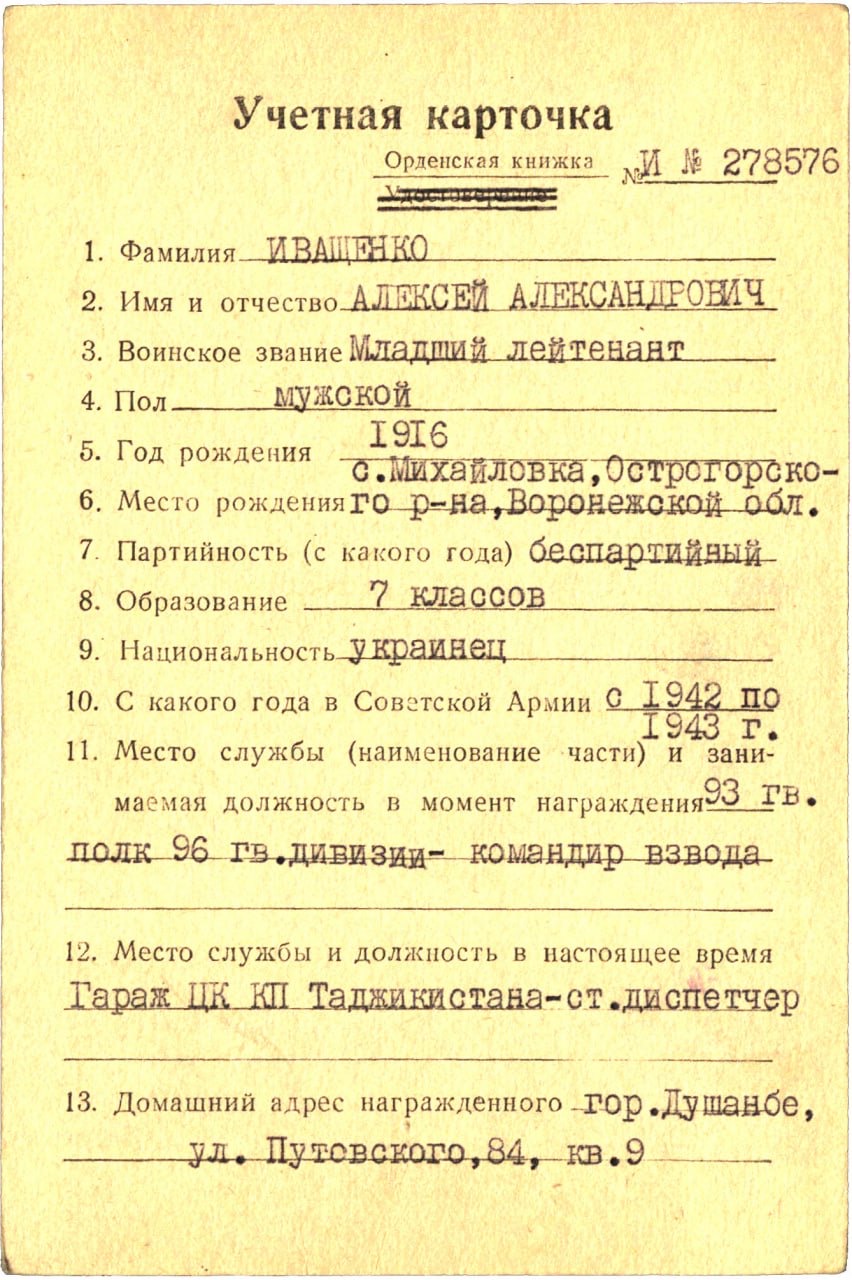 Учетная карточка
Орденская книжка № И № 278576
Удостоверение
1. Фамилия ИВАЩЕНКО
2. Имя и отчество АЛЕКСЕЙ АЛЕКСАНДРОВИЧ
3. Воинское звание Младший лейтенант
4. Пол мужской
5. Год рождения 1916
с.Михайловка,Острогорско-
6. Место рождения го р-на,Воронежской обл.
7. Партийность (с какого года) беспартийный
8. Образование 7 классов
9. Национальность украинец
10. С какого года в Советской Армии с 1942 по
1943 г.
11. Место службы (наименование части) и зани-
маемая должность в момент награждения 93 гв.
полк 96 гв.дивизии- командир взвода
12. Место службы и должность в настоящее время
Гараж ЦК КП Таджикистана-ст.диспетчер
13. Домашний адрес награжденного гор.Душанбе,
ул. Путовского,84, кв.9